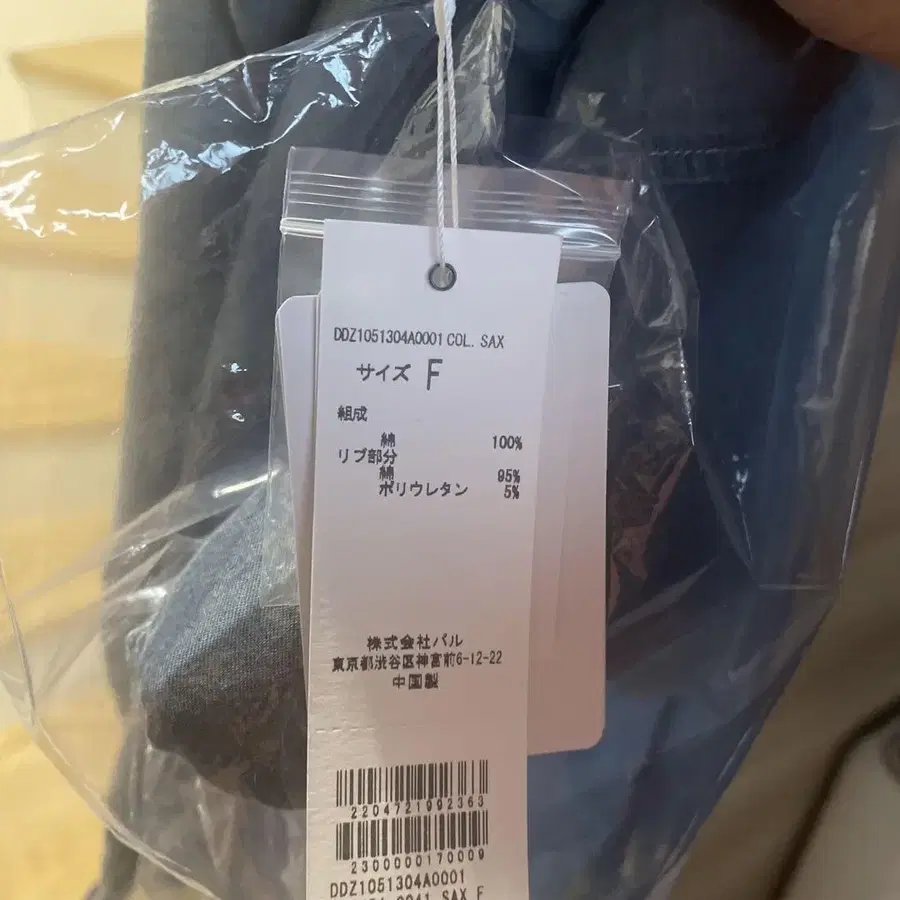 DDZ1051304A0001 COL. SAX
サイズ F
組成
綿 100%
リブ部分
綿 95%
ポリウレタン 5%
株式会社パル
東京都渋谷区神宮前6-12-22
中国製
2204721992363
2300000170009
DDZ1051304A0001
SAX F